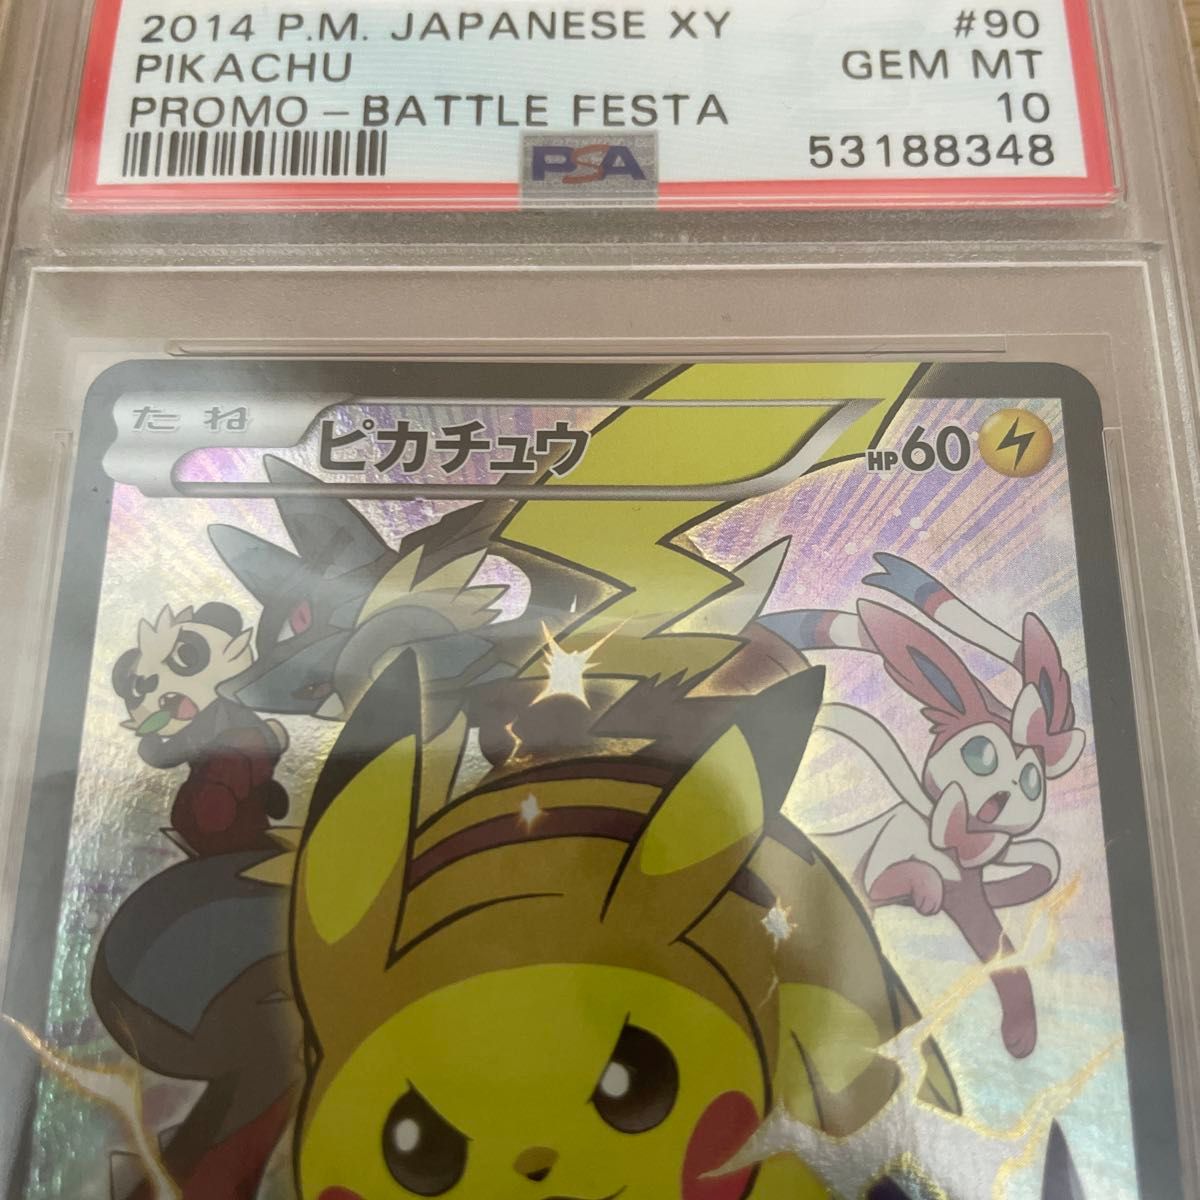 2014 P.M. JAPANESE XY #90
PIKACHU GEM MT
PROMO - BATTLE FESTA 10
PSA 53188348
たね ピカチュウ HP60